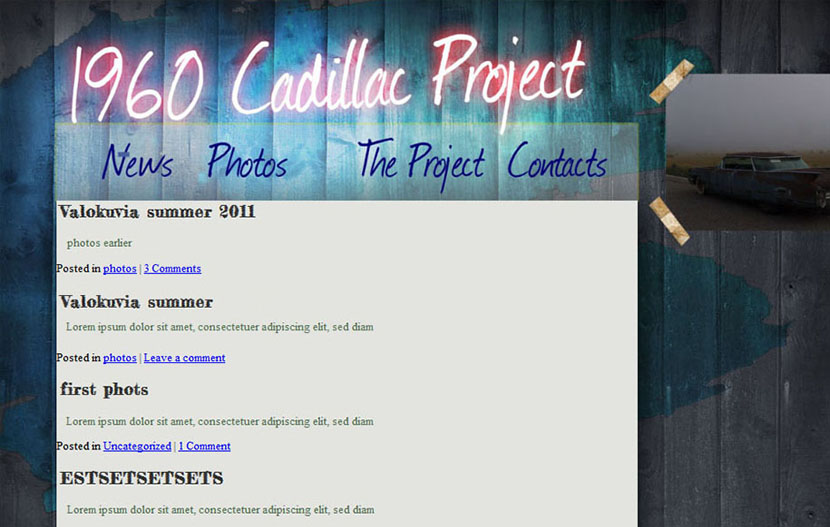 1960 Cadillac Project
News Photos The Project Contacts
Valokuvia summer 2011
photos earlier
Posted in photos | 3 Comments
Valokuvia summer
Lorem ipsum dolor sit amet, consectetuer adipiscing elit, sed diam
Posted in photos | Leave a comment
first phots
Lorem ipsum dolor sit amet, consectetuer adipiscing elit, sed diam
Posted in Uncategorized | 1 Comment
ESTSETSETSETS
Lorem ipsum dolor sit amet, consectetuer adipiscing elit, sed diam